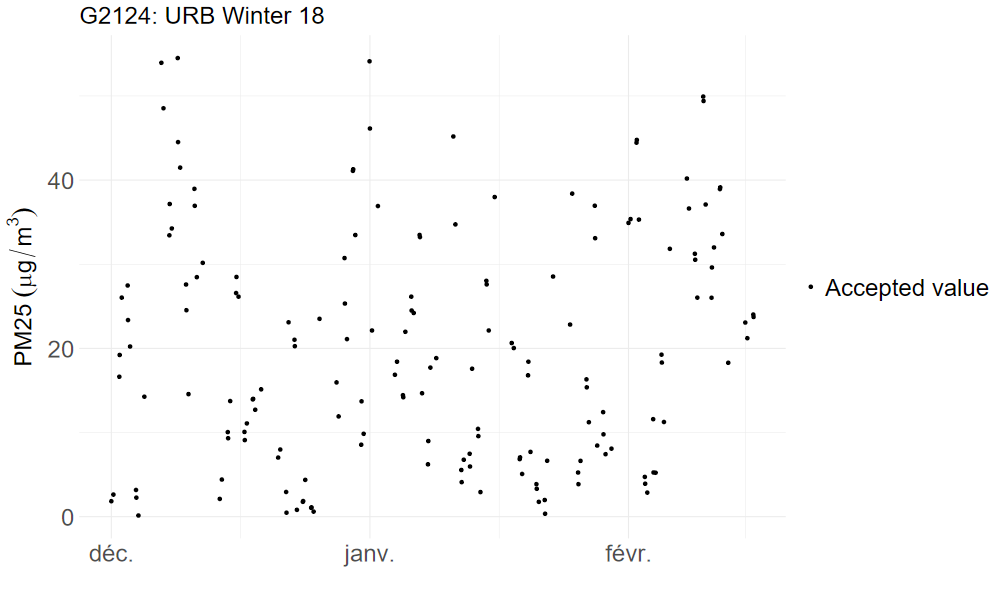 G2124: URB Winter 18
PM25 (μg/m³)
40
20
0
déc.
janv.
févr.
Accepted value